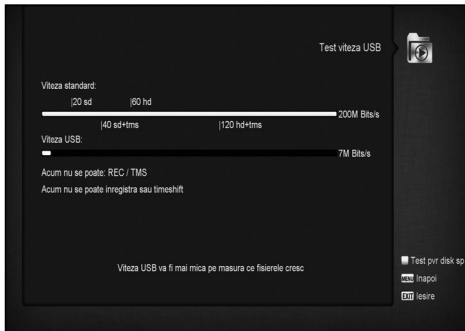 Test viteza USB
Viteza standard:
|20 sd |60 hd
200M Bits/s
|40 sd+tms |120 hd+tms
Viteza USB:
7M Bits/s
Acum nu se poate: REC / TMS
Acum nu se poate inregistra sau timeshift
Viteza USB va fi mai mica pe masura ce fisierele cresc
Test pvr disk sp
MENU Inapoi
EXIT Iesire